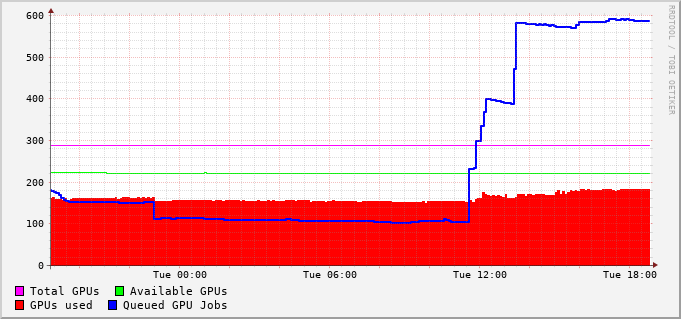 600
500
400
300
200
100
0
Tue 00:00 Tue 06:00 Tue 12:00 Tue 18:00
Total GPUs Available GPUs
GPUs used Queued GPU Jobs
RRDTOOL / TOBI OETIKER